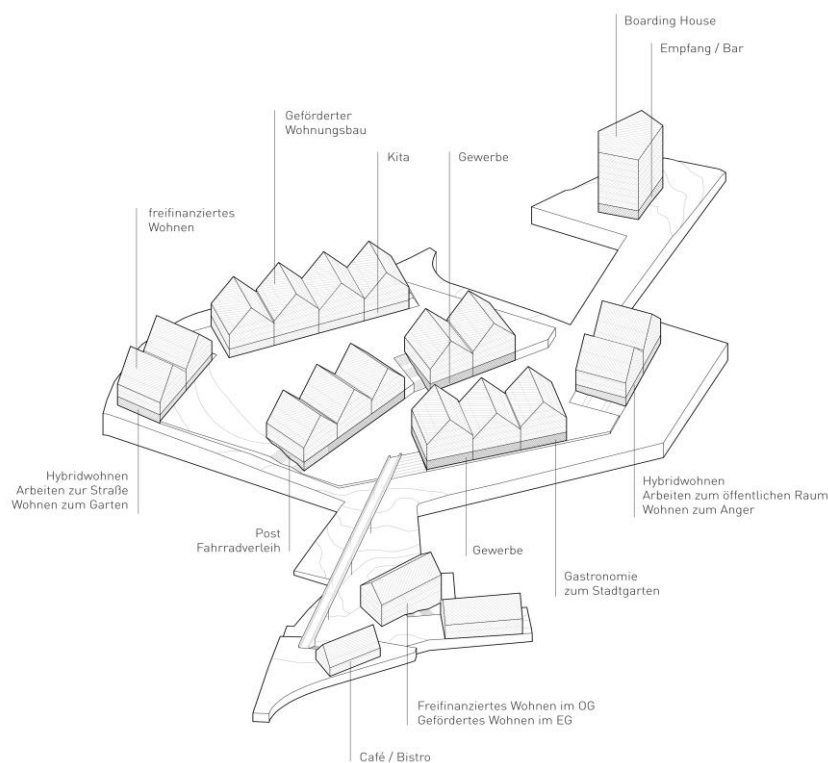 Boarding House
Empfang / Bar
Geförderter
Wohnungsbau
Kita
Gewerbe
freifinanziertes
Wohnen
Hybridwohnen
Arbeiten zur Straße
Wohnen zum Garten
Post
Fahrradverleih
Gewerbe
Gastronomie
zum Stadtgarten
Hybridwohnen
Arbeiten zum öffentlichen Raum
Wohnen zum Anger
Freifinanziertes Wohnen im OG
Gefördertes Wohnen im EG
Café / Bistro